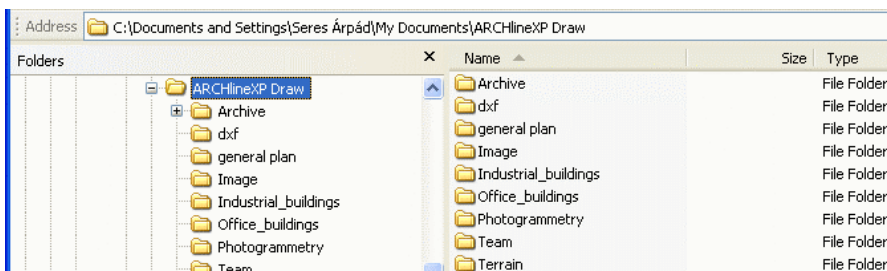 Address C:\Documents and Settings\Seres Árpád\My Documents\ARCHlineXP Draw
Folders
ARCHlineXP Draw
Archive
dxf
general plan
Image
Industrial_buildings
Office_buildings
Photogrammetry
Team
Name Size Type
Archive File Folder
dxf File Folder
general plan File Folder
Image File Folder
Industrial_buildings File Folder
Office_buildings File Folder
Photogrammetry File Folder
Team File Folder
Terrain File Folder